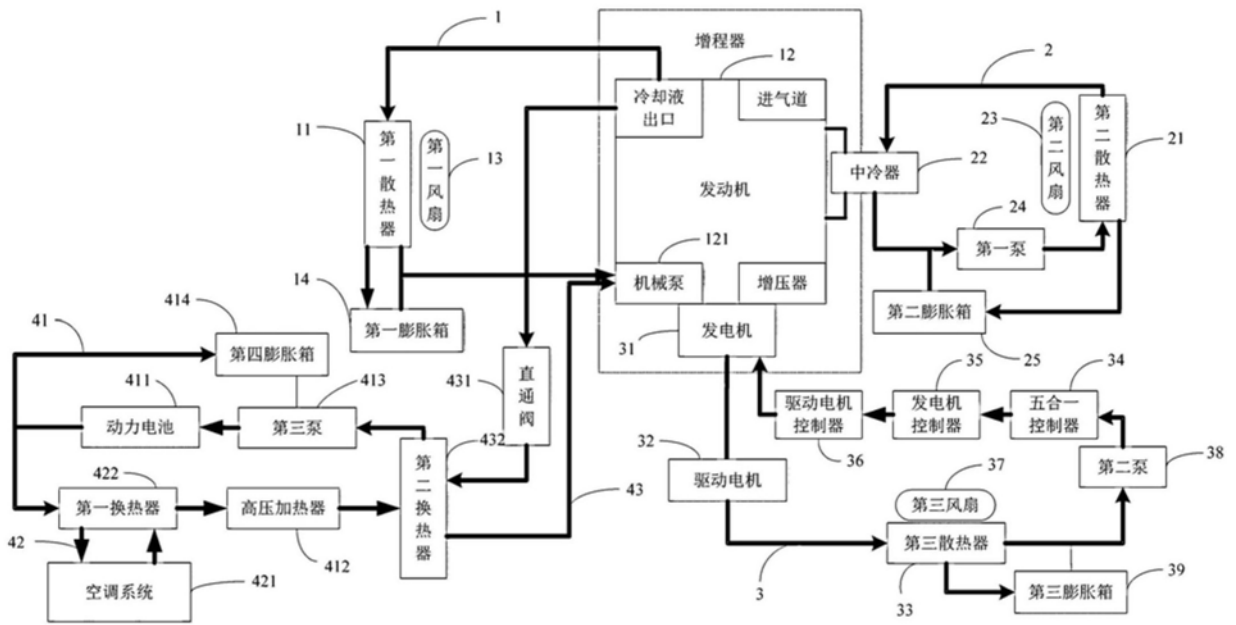 1
增程器
12
2
冷却液
出口
进气道
11
第一散热器
第一风扇
13
23
第二风扇
第二散热器
21
中冷器
22
发动机
24
第一泵
121
机械泵
增压器
14
第一膨胀箱
第二膨胀箱
25
414
41
第四膨胀箱
31
发电机
411
413
431
直通阀
35
34
动力电池
第三泵
432
驱动电机
控制器
发电机
控制器
五合一
控制器
32
36
第二泵
38
422
第二换热器
43
驱动电机
37
第三风扇
第一换热器
高压加热器
42
412
第三散热器
空调系统
421
3
33
第三膨胀箱
39